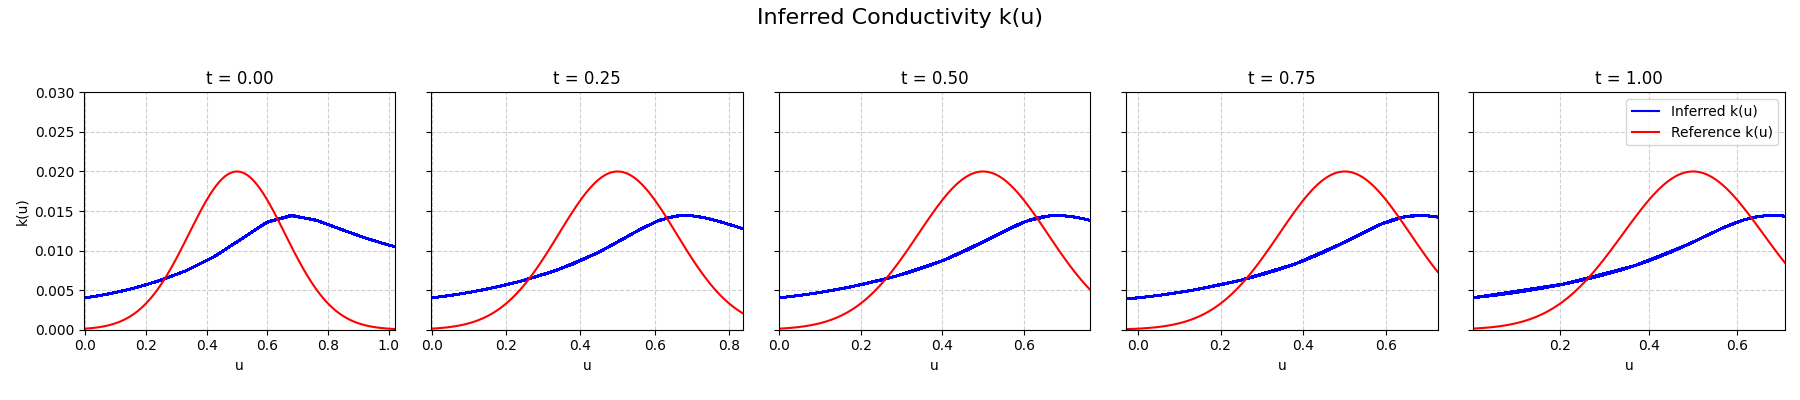 Inferred Conductivity k(u)
t = 0.00
t = 0.25
t = 0.50
t = 0.75
t = 1.00
k(u)
0.030
0.025
0.020
0.015
0.010
0.005
0.000
Inferred k(u)
Reference k(u)
0.0 0.2 0.4 0.6 0.8 1.0
0.0 0.2 0.4 0.6 0.8
0.0 0.2 0.4 0.6
0.0 0.2 0.4 0.6
0.2 0.4 0.6
u
u
u
u
u